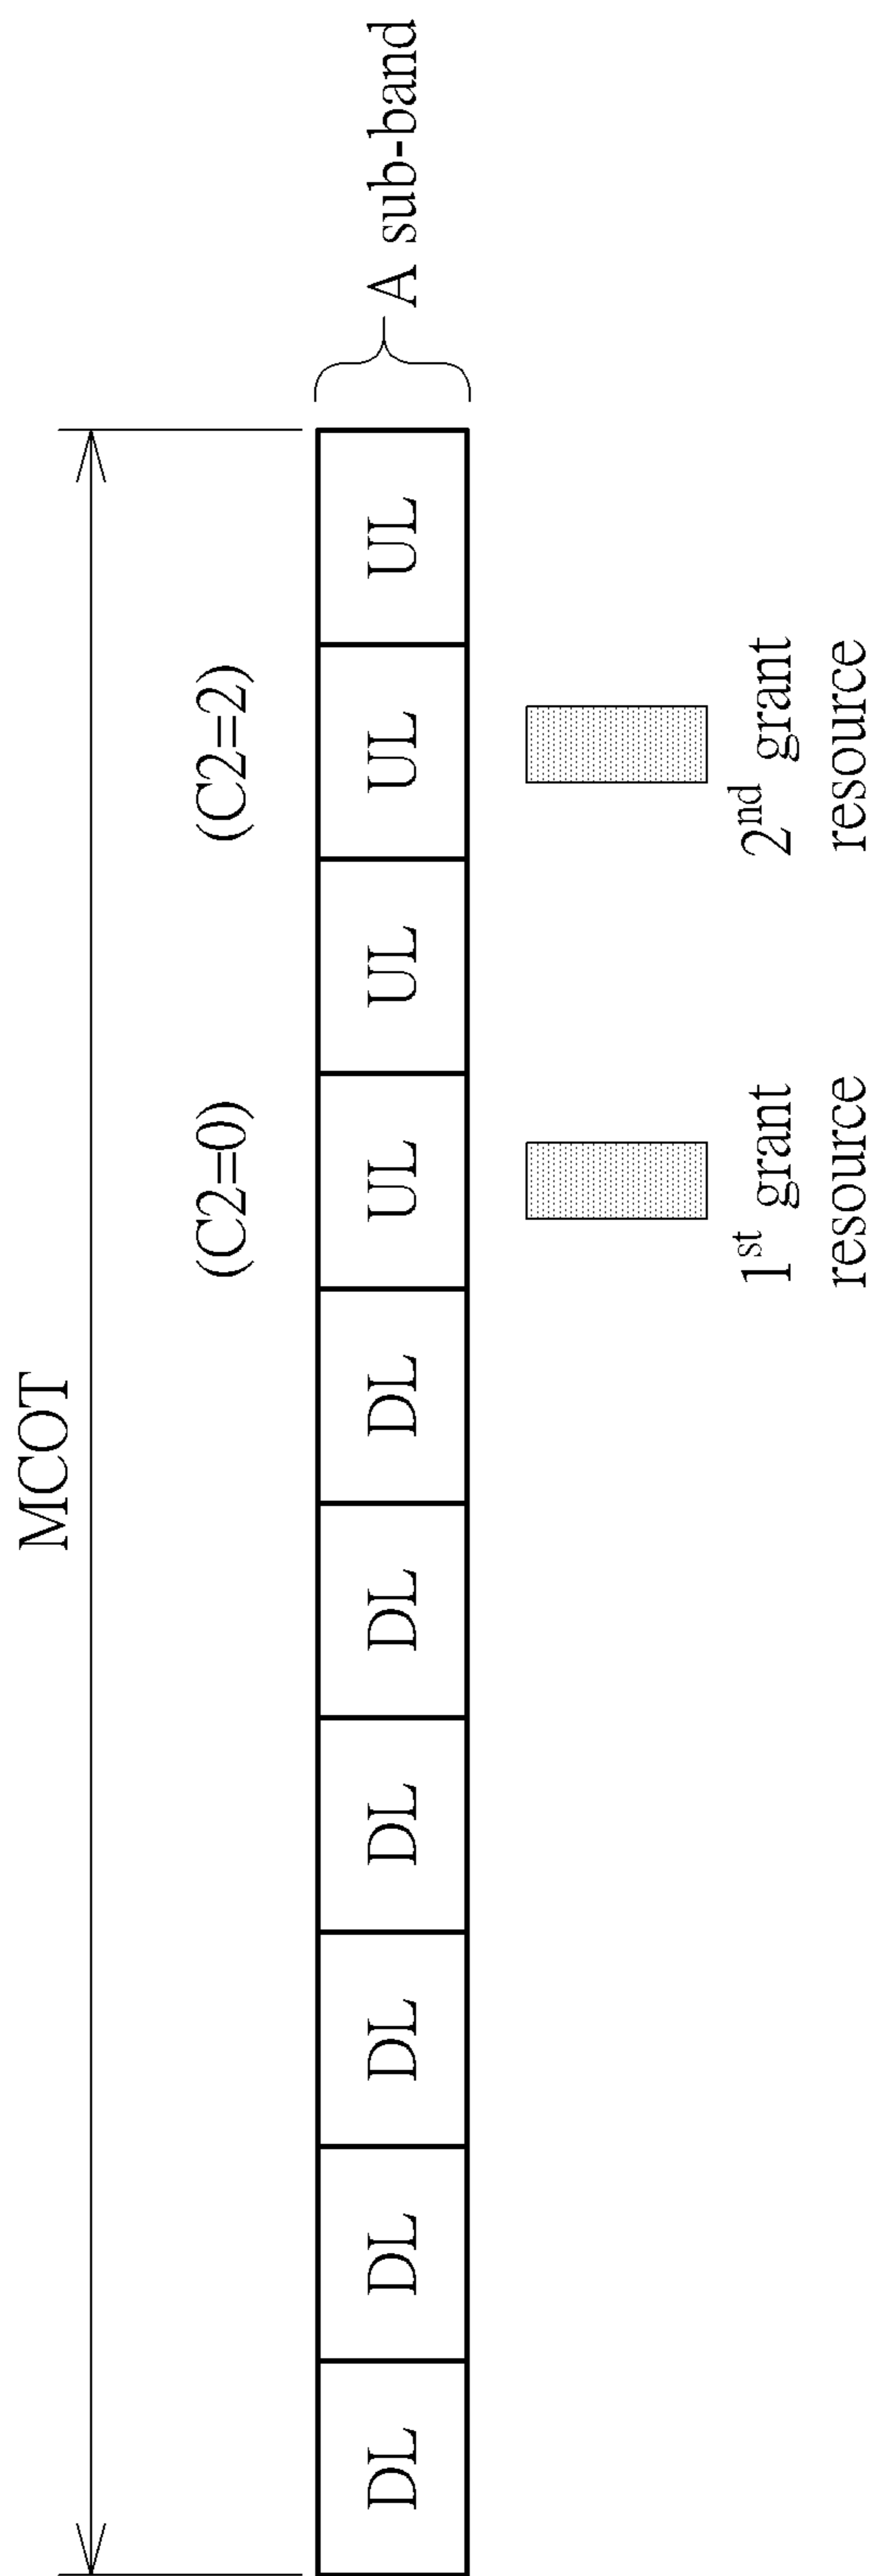 MCOT
(C2=0)
(C2=2)
DL
DL
DL
DL
DL
DL
UL
UL
UL
UL
A sub-band
1st grant
resource
2nd grant
resource